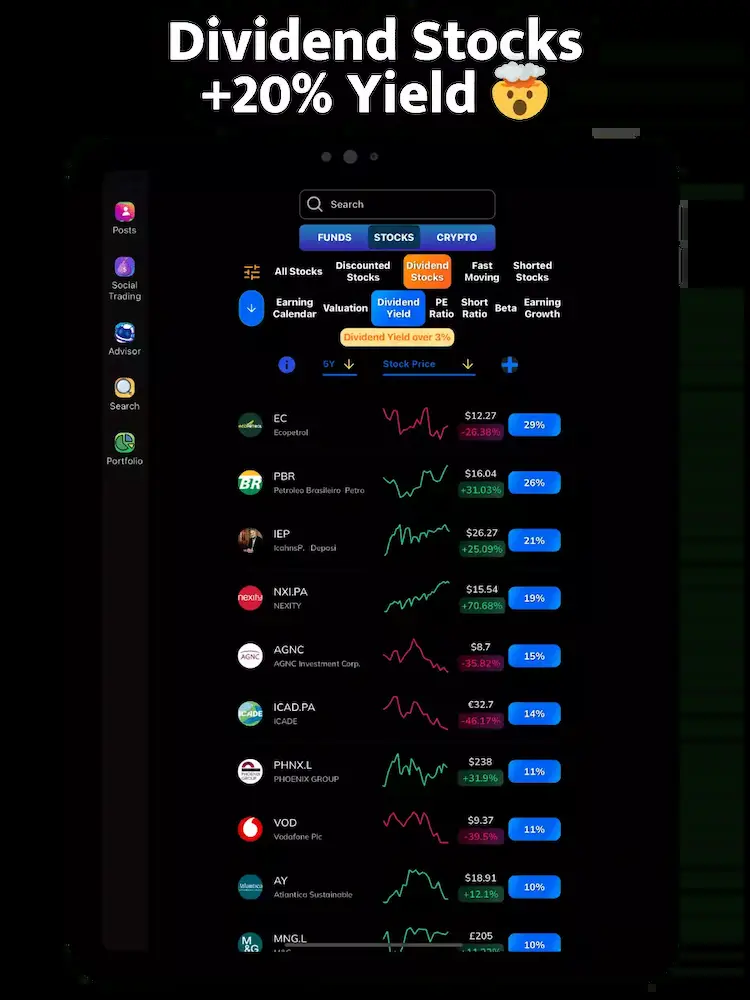 Dividend Stocks
+20% Yield 🤯
Search
FUNDS STOCKS CRYPTO
All Stocks Discounted Stocks Dividend Stocks Fast Moving Shorted Stocks
Earning Calendar Valuation Dividend Yield PE Ratio Short Ratio Beta Earning Growth
Dividend Yield over 3%
5Y Stock Price
Posts
Social
Trading
Advisor
Search
Portfolio
EC $12.27
Ecopetrol -26.38% 29%
PBR $16.04
Petroleo Brasileiro Petro +31.03% 26%
IEP $26.27
IcahnsP. Deposi +25.09% 21%
nexity
NXI.PA $15.54
NEXITY +70.68% 19%
AGNC
AGNC $8.7
AGNC Investment Corp. -35.82% 15%
ICADE
ICAD.PA €32.7
ICADE -46.17% 14%
PHNX.L $238
PHOENIX GROUP +31.9% 11%
VOD $9.37
Vodafone Plc -39.5% 11%
AY $18.91
Atlantica Sustainable +12.1% 10%
M&G
MNG.L £205
10%